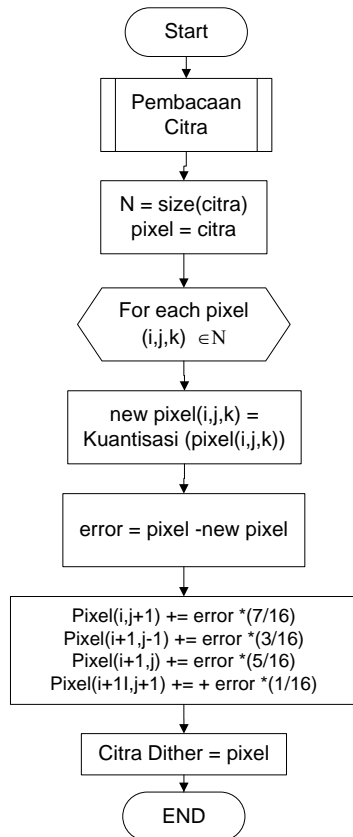 Start
Pembacaan
Citra
N = size(citra)
pixel = citra
For each pixel
(i,j,k) ∈N
new pixel(i,j,k) =
Kuantisasi (pixel(i,j,k))
error = pixel -new pixel
Pixel(i,j+1) += error *(7/16)
Pixel(i+1,j-1) += error *(3/16)
Pixel(i+1,j) += error *(5/16)
Pixel(i+1I,j+1) += + error *(1/16)
Citra Dither = pixel
END